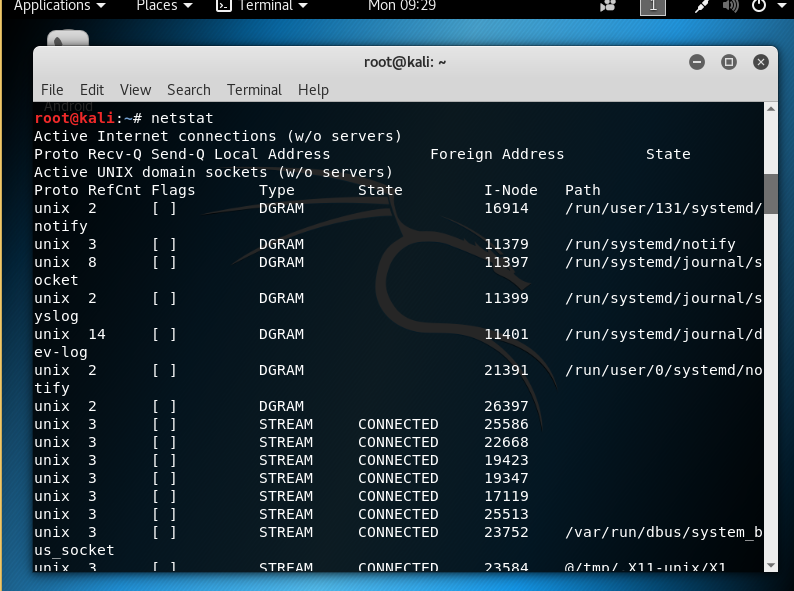 Applications Places Terminal Mon 09:29 1
root@kali: ~
File Edit View Search Terminal Help
Android
root@kali:~# netstat
Active Internet connections (w/o servers)
Proto Recv-Q Send-Q Local Address           Foreign Address         State
Active UNIX domain sockets (w/o servers)
Proto RefCnt Flags       Type       State         I-Node   Path
unix  2      [ ]         DGRAM                    16914    /run/user/131/systemd/
notify
unix  3      [ ]         DGRAM                    11379    /run/systemd/notify
unix  8      [ ]         DGRAM                    11397    /run/systemd/journal/s
ocket
unix  2      [ ]         DGRAM                    11399    /run/systemd/journal/s
yslog
unix  14     [ ]         DGRAM                    11401    /run/systemd/journal/d
ev-log
unix  2      [ ]         DGRAM                    21391    /run/user/0/systemd/no
tify
unix  2      [ ]         DGRAM                    26397
unix  3      [ ]         STREAM     CONNECTED     25586
unix  3      [ ]         STREAM     CONNECTED     22668
unix  3      [ ]         STREAM     CONNECTED     19423
unix  3      [ ]         STREAM     CONNECTED     19347
unix  3      [ ]         STREAM     CONNECTED     17119
unix  3      [ ]         STREAM     CONNECTED     25513
unix  3      [ ]         STREAM     CONNECTED     23752    /var/run/dbus/system_b
us_socket
unix  3      [ ]         STREAM     CONNECTED     23584    @/tmp/.X11-unix/X1